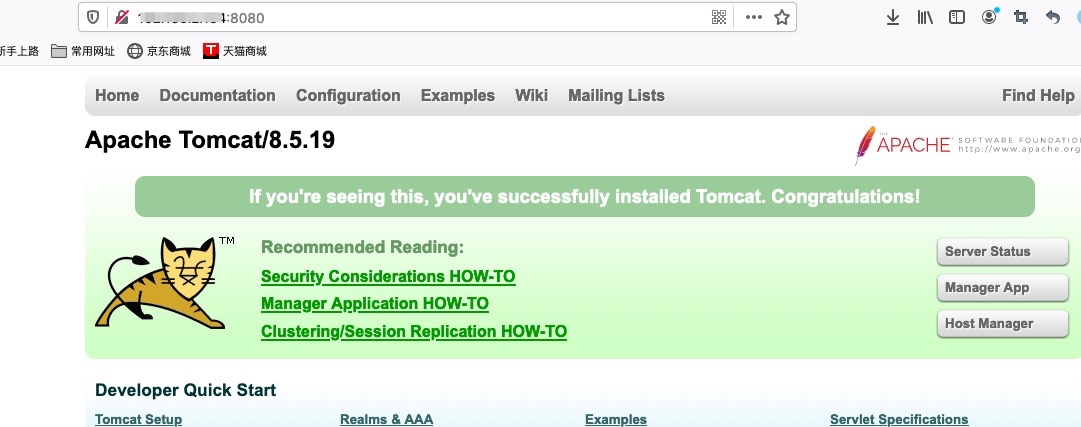 :8080
新手上路 常用网址 京东商城 T 天猫商城
Home Documentation Configuration Examples Wiki Mailing Lists Find Help
Apache Tomcat/8.5.19
THE APACHE SOFTWARE FOUNDATION
http://www.apache.org
If you're seeing this, you've successfully installed Tomcat. Congratulations!
TM
Recommended Reading:
Security Considerations HOW-TO
Manager Application HOW-TO
Clustering/Session Replication HOW-TO
Server Status
Manager App
Host Manager
Developer Quick Start
Tomcat Setup Realms & AAA Examples Servlet Specifications